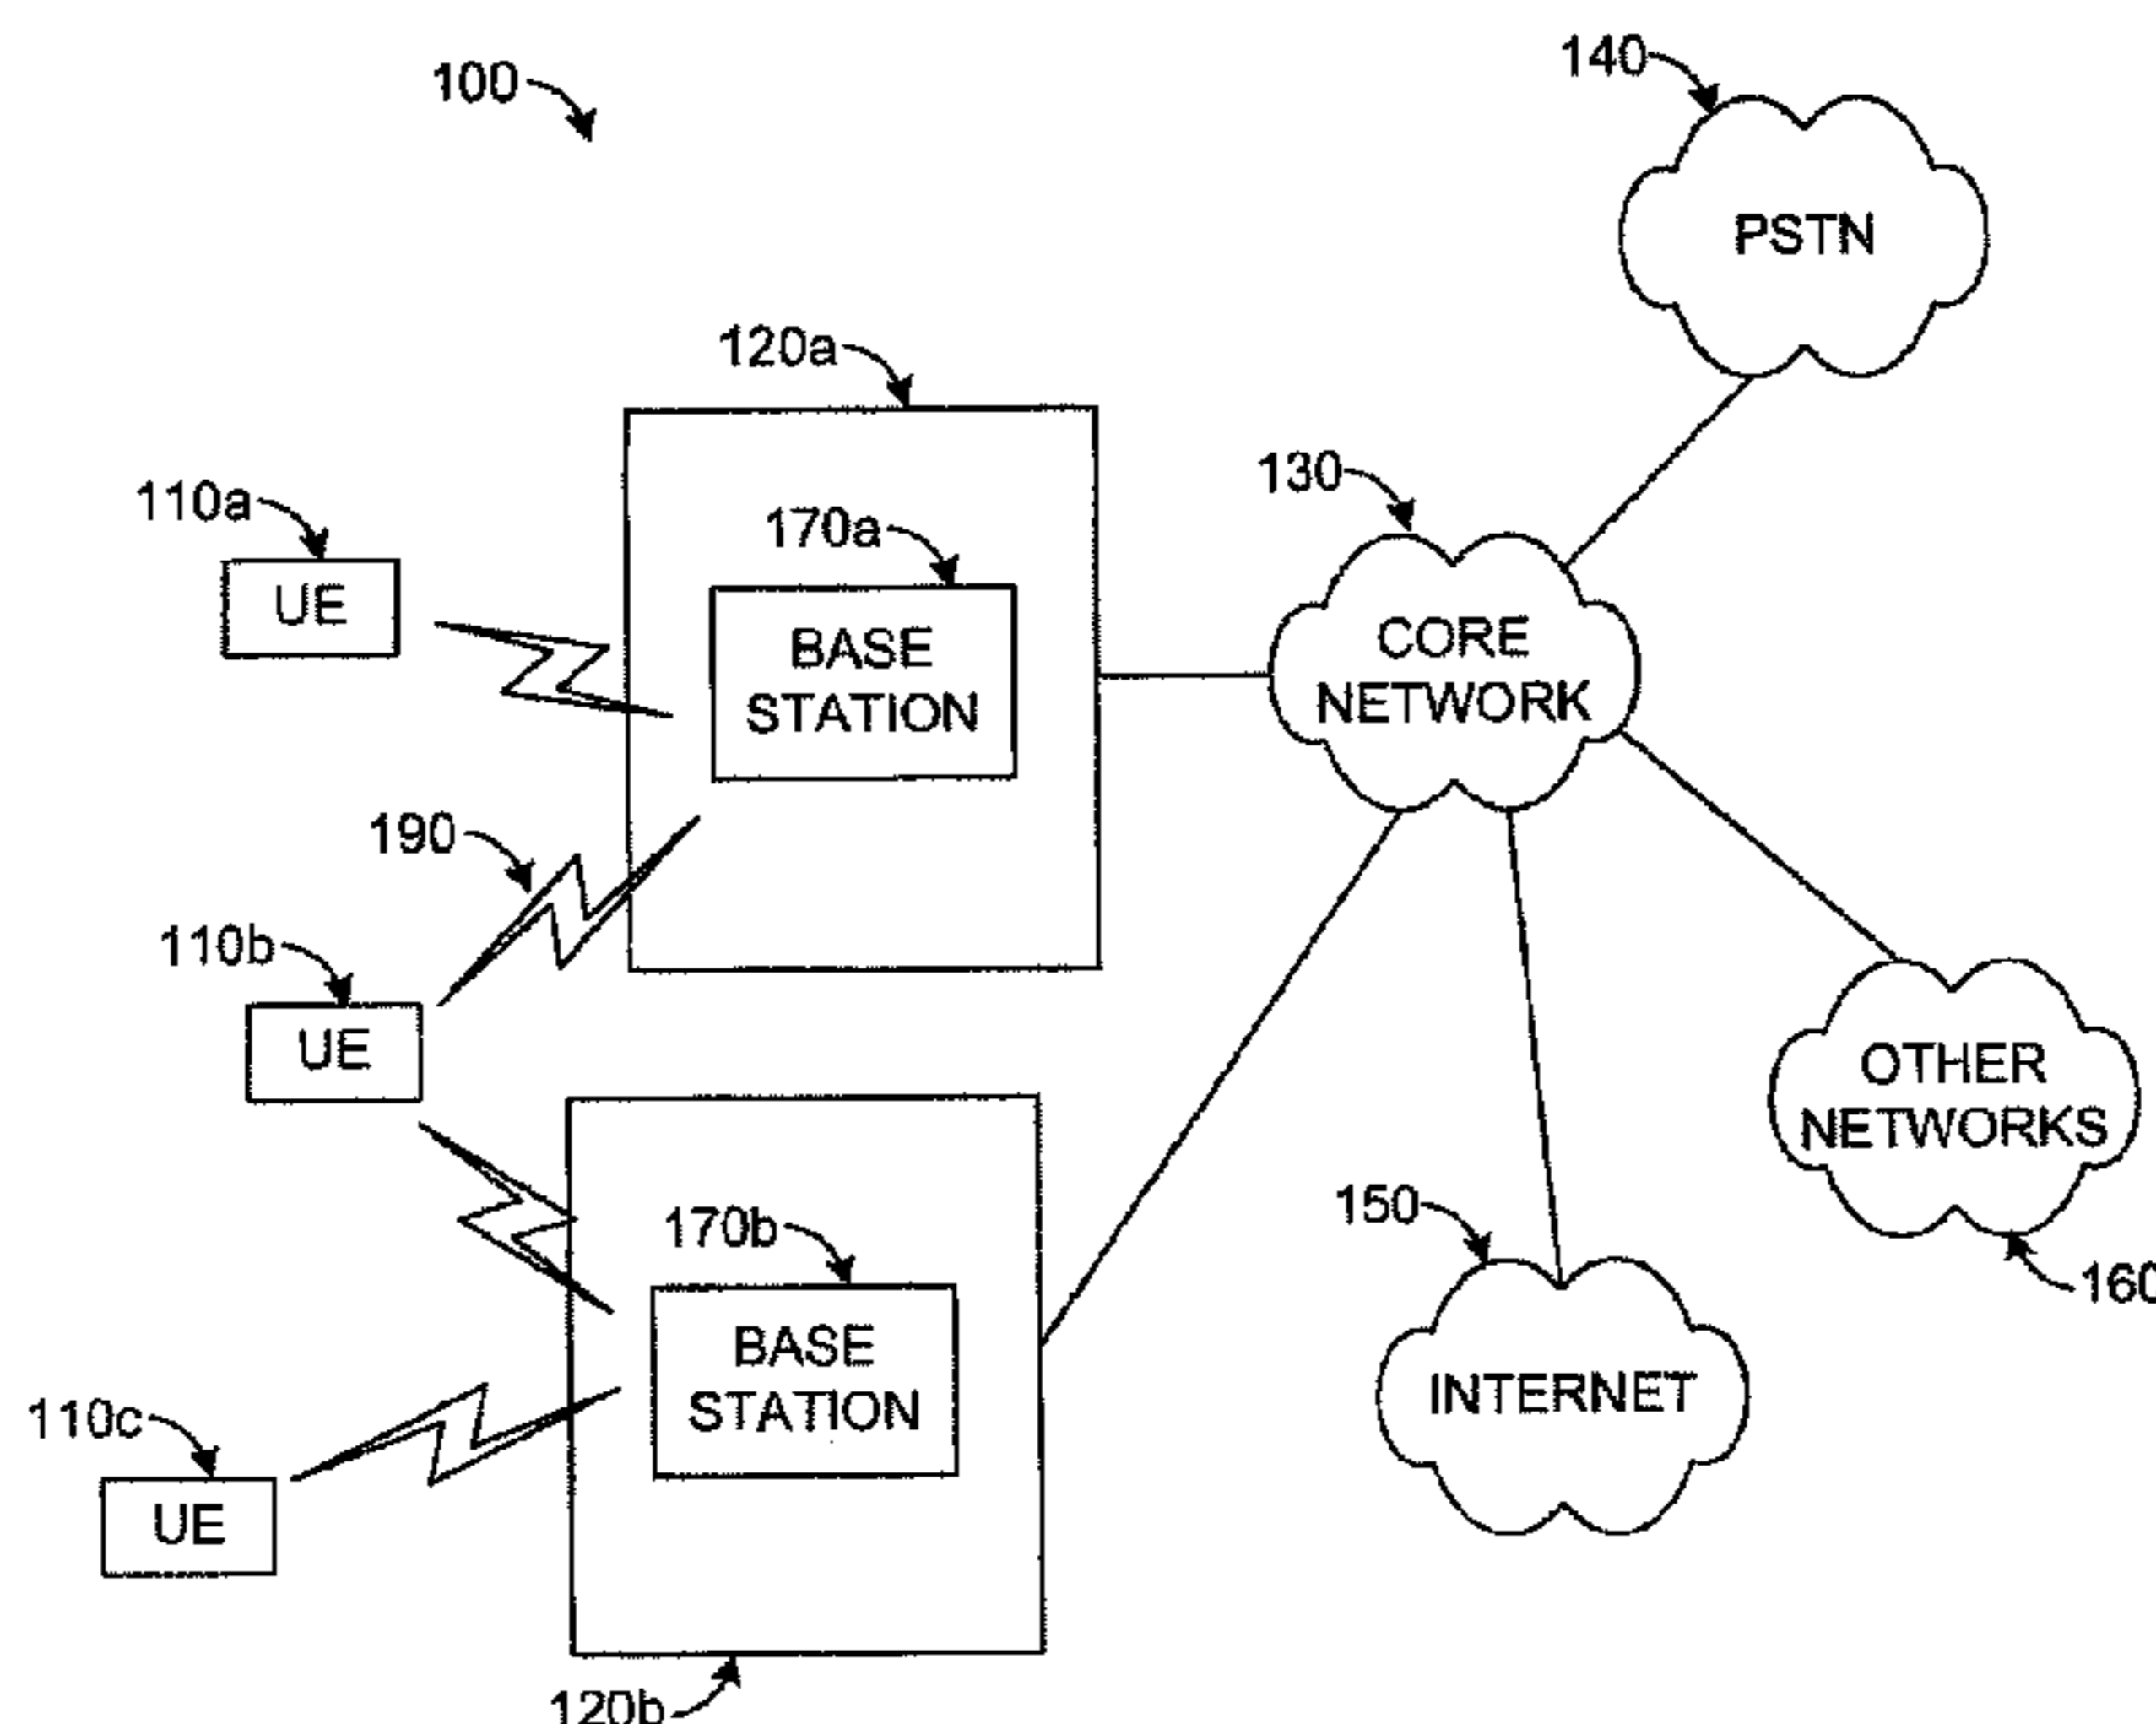 100
140
PSTN
120a
130
110a
170a
UE
BASE
STATION
CORE
NETWORK
190
110b
UE
OTHER
NETWORKS
150
170b
160
BASE
STATION
INTERNET
110c
UE
120b